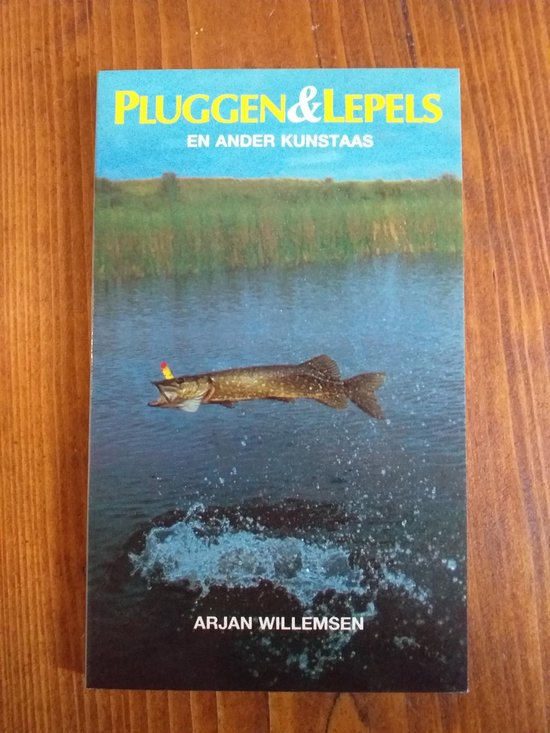 PLUGGEN & LEPELS
EN ANDER KUNSTAAS
ARJAN WILLEMSEN